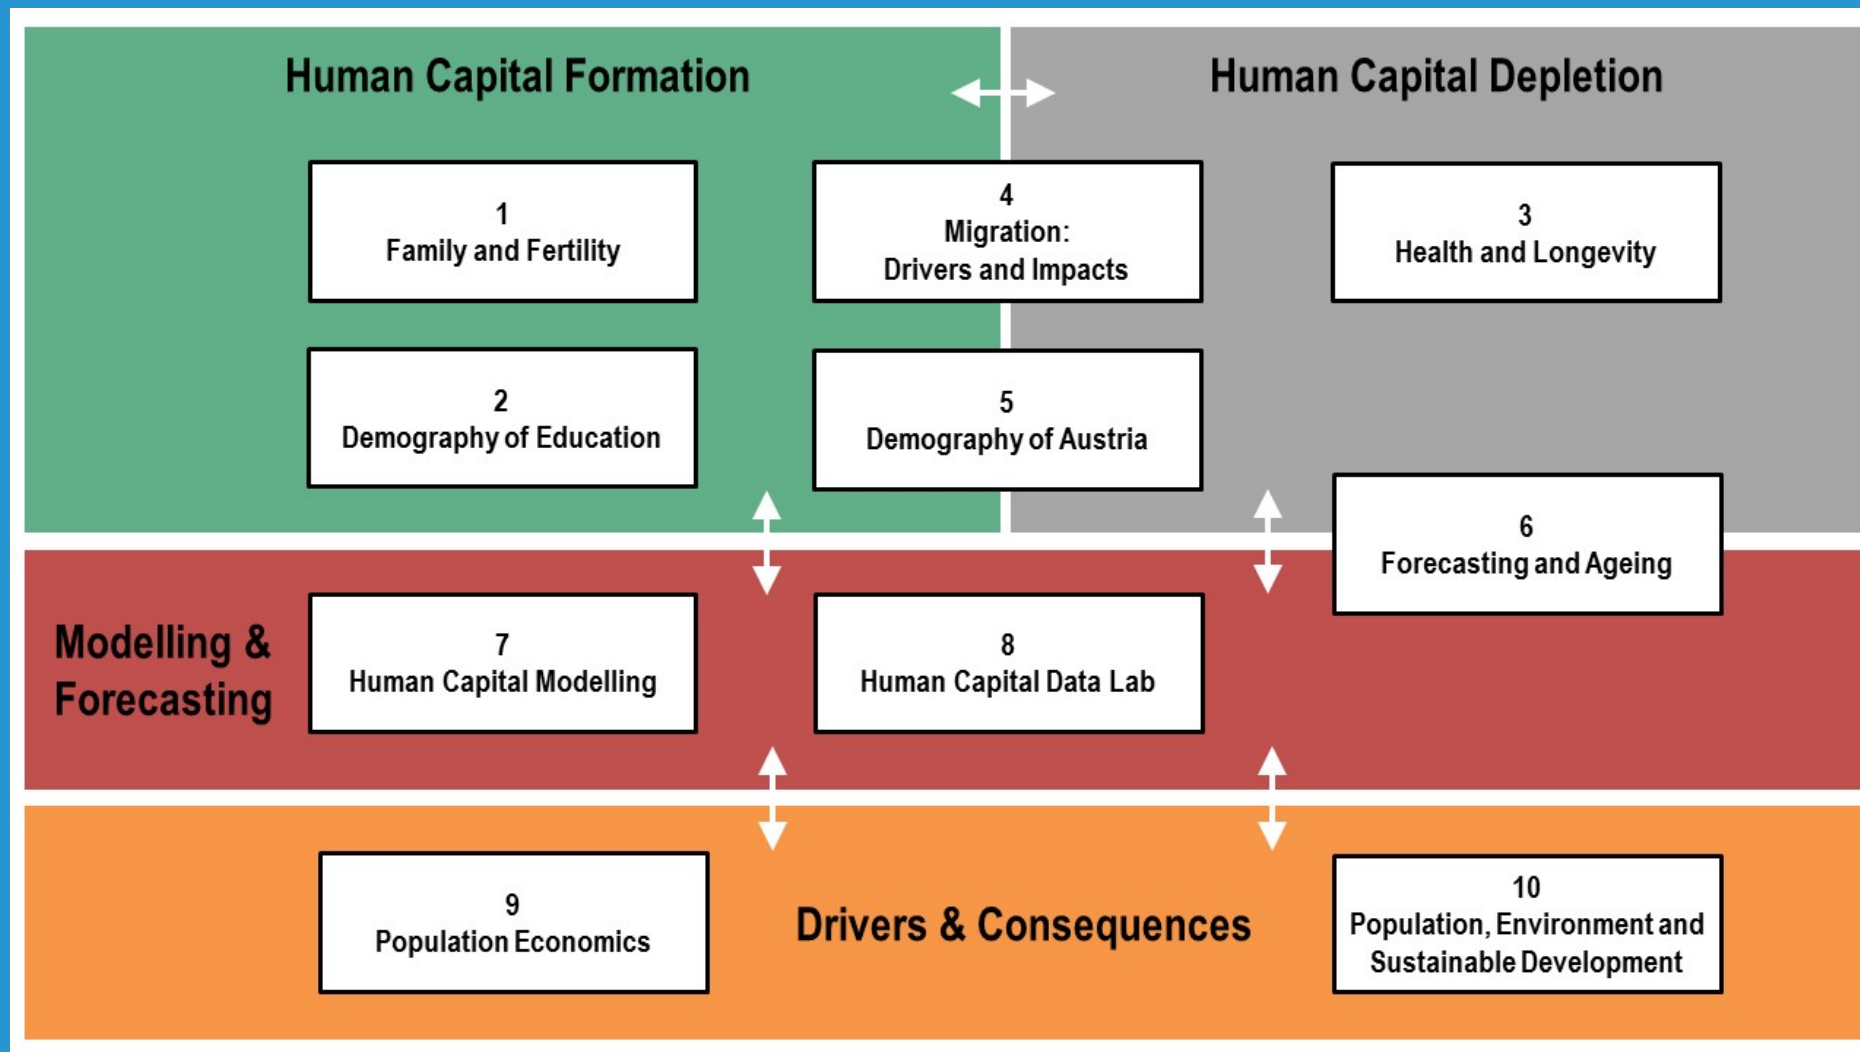 Human Capital Formation
Human Capital Depletion
1
Family and Fertility
4
Migration:
Drivers and Impacts
3
Health and Longevity
2
Demography of Education
5
Demography of Austria
6
Forecasting and Ageing
Modelling &
Forecasting
7
Human Capital Modelling
8
Human Capital Data Lab
9
Population Economics
Drivers & Consequences
10
Population, Environment and
Sustainable Development